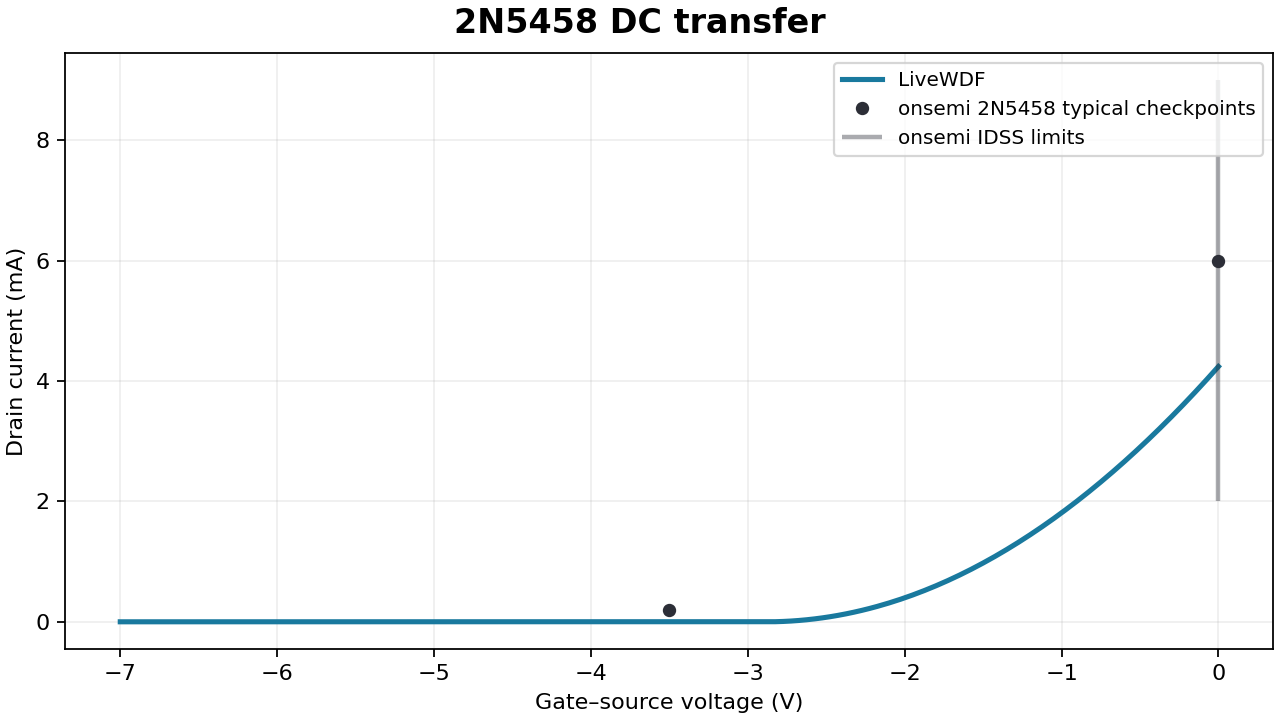 2N5458 DC transfer
LiveWDF
onsemi 2N5458 typical checkpoints
onsemi IDSS limits
Drain current (mA)
8
6
4
2
0
−7
−6
−5
−4
−3
−2
−1
0
Gate–source voltage (V)